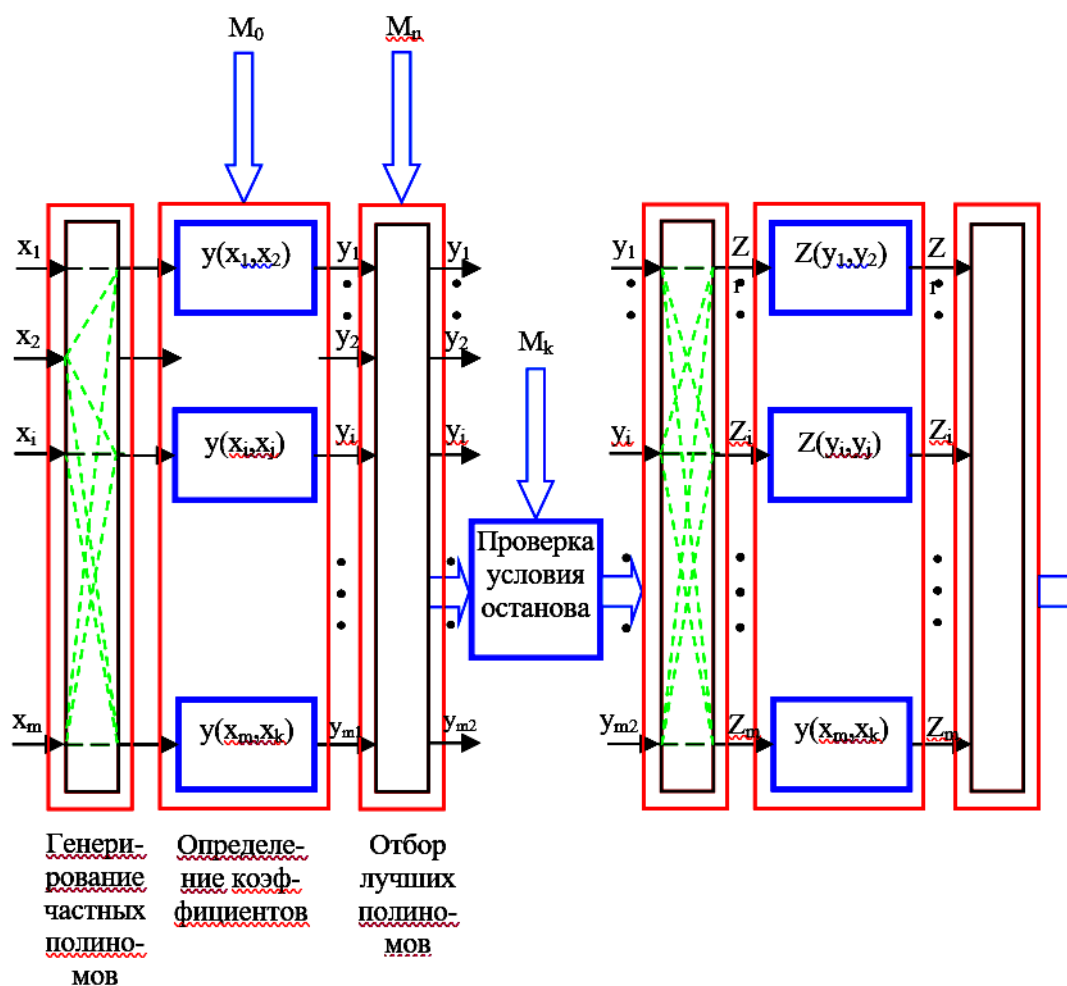 M₀ Mₙ
x₁ y(x₁,x₂) y₁ y₁ y₁ Z₁ Z(y₁,y₂) Z₁
x₂ y₂ y₂ Mₖ
xᵢ y(xᵢ,xⱼ) yᵢ yᵢ yᵢ Zᵢ Z(yᵢ,yⱼ) Zᵢ
Проверка
условия
останова
xₘ y(xₘ,xₖ) yₘ₁ yₘ₂ yₘ₂ Zₘ y(xₘ,xₖ) Zₘ
Генери-
рование
частных
полино-
мов
Определе-
ние коэф-
фициентов
Отбор
лучших
полино-
мов